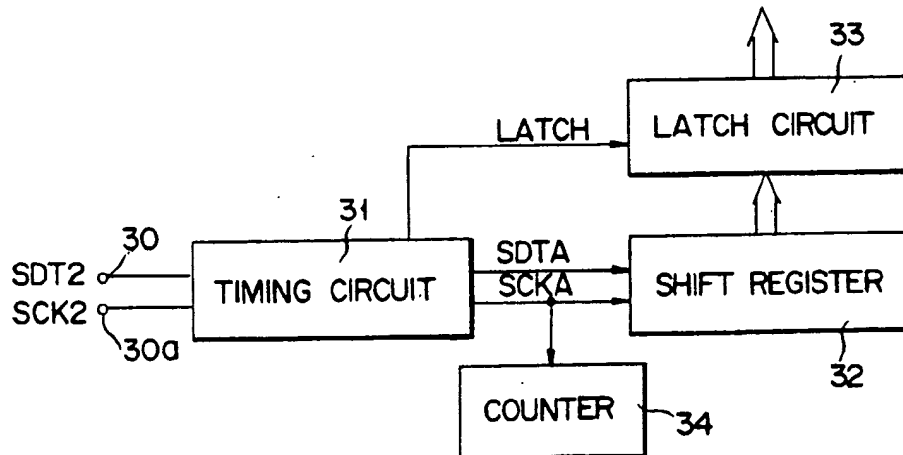 33
LATCH CIRCUIT
LATCH
31
30
SDT2
SCK2
30a
TIMING CIRCUIT
SDTA
SCKA
SHIFT REGISTER
32
COUNTER
34